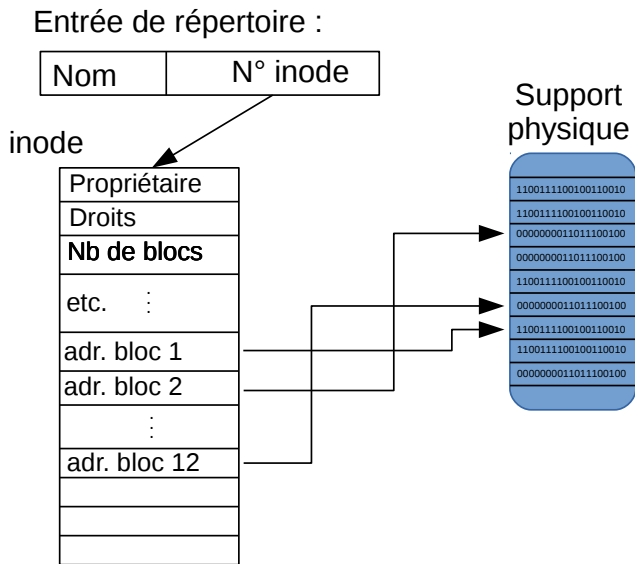 Entrée de répertoire :
Nom
N° inode
inode
Propriétaire
Droits
Nb de blocs
etc. ⋮
adr. bloc 1
adr. bloc 2
⋮
adr. bloc 12
Support
physique
1100111100100110010
1100111100100110010
0000000011011100100
0000000011011100100
1100111100100110010
0000000011011100100
1100111100100110010
1100111100100110010
0000000011011100100